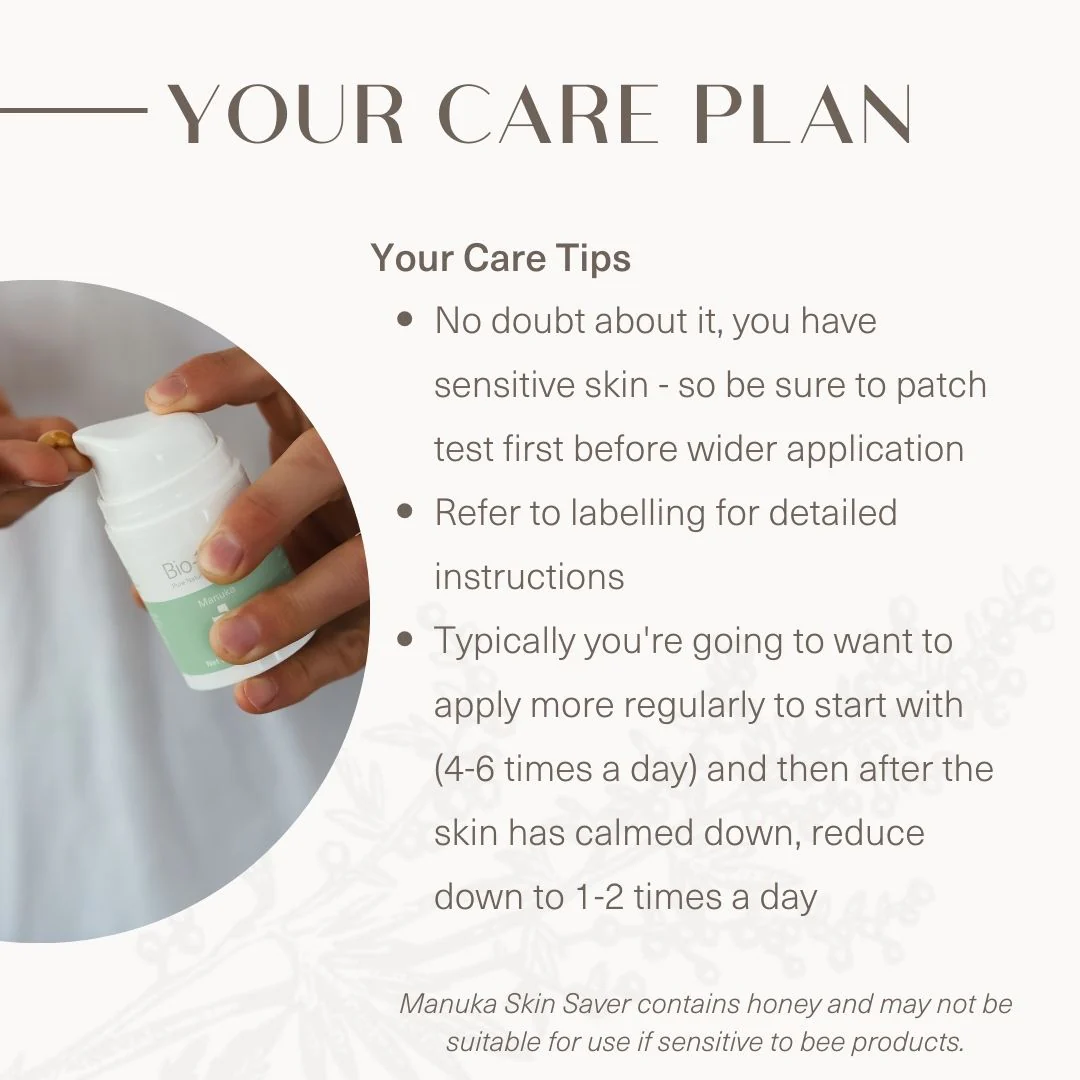 YOUR CARE PLAN
Your Care Tips
• No doubt about it, you have
sensitive skin - so be sure to patch
test first before wider application
• Refer to labelling for detailed
instructions
• Typically you're going to want to
apply more regularly to start with
(4-6 times a day) and then after the
skin has calmed down, reduce
down to 1-2 times a day
Manuka Skin Saver contains honey and may not be
suitable for use if sensitive to bee products.
Bio-
Manuka